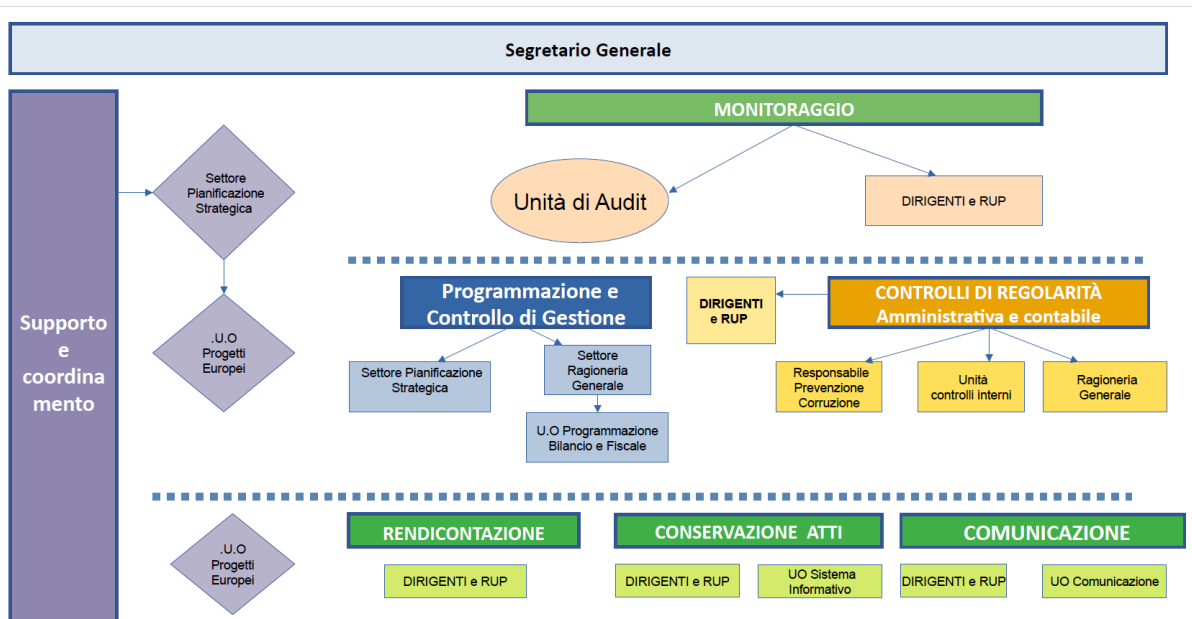 Segretario Generale
MONITORAGGIO
Settore
Pianificazione
Strategica
Unità di Audit
DIRIGENTI e RUP
Programmazione e
Controllo di Gestione
DIRIGENTI
e RUP
CONTROLLI DI REGOLARITÀ
Amministrativa e contabile
Supporto
e
coordina
mento
.U.O
Progetti
Europei
Settore Pianificazione
Strategica
Settore
Ragioneria
Generale
Responsabile
Prevenzione
Corruzione
Unità
controlli interni
Ragioneria
Generale
U.O Programmazione
Bilancio e Fiscale
.U.O
Progetti
Europei
RENDICONTAZIONE
CONSERVAZIONE ATTI
COMUNICAZIONE
DIRIGENTI e RUP
DIRIGENTI e RUP
UO Sistema
Informativo
DIRIGENTI e RUP
UO Comunicazione